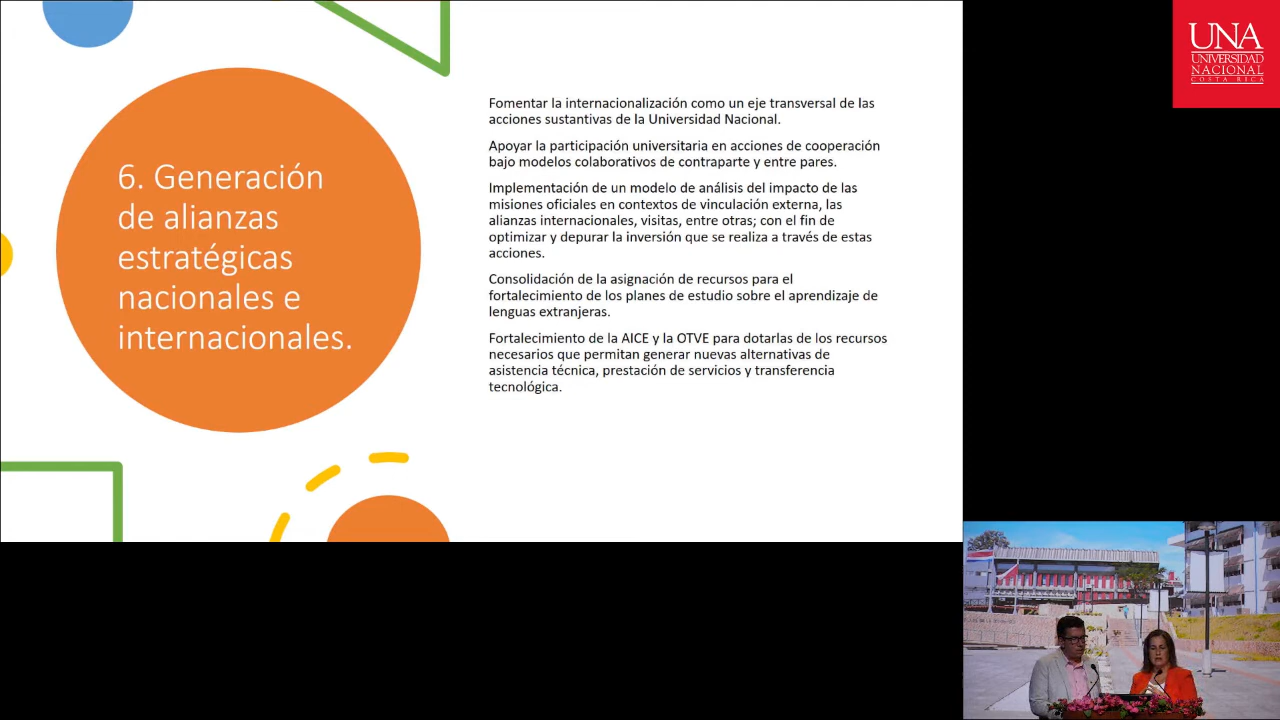 6. Generación
de alianzas
estratégicas
nacionales e
internacionales.
Fomentar la internacionalización como un eje transversal de las
acciones sustantivas de la Universidad Nacional.
Apoyar la participación universitaria en acciones de cooperación
bajo modelos colaborativos de contraparte y entre pares.
Implementación de un modelo de análisis del impacto de las
misiones oficiales en contextos de vinculación externa, las
alianzas internacionales, visitas, entre otras; con el fin de
optimizar y depurar la inversión que se realiza a través de estas
acciones.
Consolidación de la asignación de recursos para el
fortalecimiento de los planes de estudio sobre el aprendizaje de
lenguas extranjeras.
Fortalecimiento de la AICE y la OTVE para dotarlas de los recursos
necesarios que permitan generar nuevas alternativas de
asistencia técnica, prestación de servicios y transferencia
tecnológica.
UNA
UNIVERSIDAD
NACIONAL
COSTA RICA